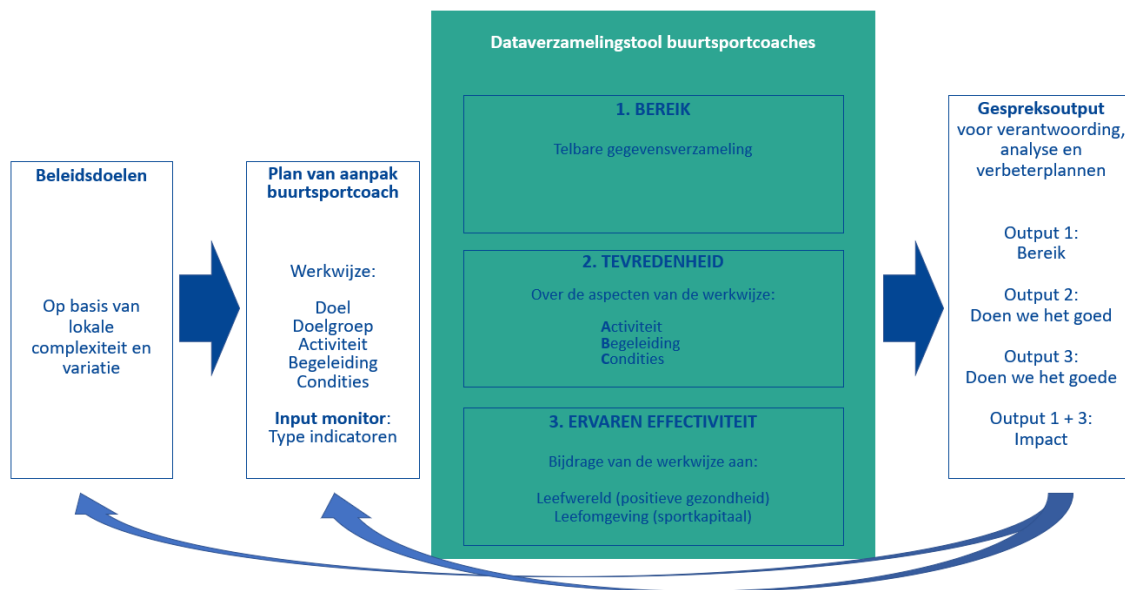 Beleidsdoelen
Op basis van
lokale
complexiteit en
variatie
Plan van aanpak
buurtsportcoach
Werkwijze:
Doel
Doelgroep
Activiteit
Begeleiding
Condities
Input monitor:
Type indicatoren
Dataverzamelingstool buurtsportcoaches
1. BEREIK
Telbare gegevensverzameling
2. TEVREDENHEID
Over de aspecten van de werkwijze:
Activiteit
Begeleiding
Condities
3. ERVAREN EFFECTIVITEIT
Bijdrage van de werkwijze aan:
Leefwereld (positieve gezondheid)
Leefomgeving (sportkapitaal)
Gespreksoutput
voor verantwoording,
analyse en
verbeterplannen
Output 1:
Bereik
Output 2:
Doen we het goed
Output 3:
Doen we het goede
Output 1 + 3:
Impact